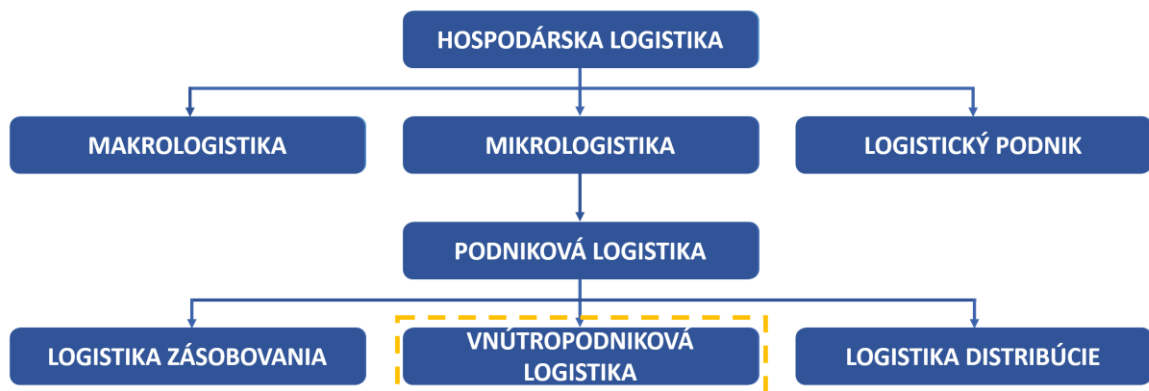 HOSPODÁRSKA LOGISTIKA
MAKROLOGISTIKA
MIKROLOGISTIKA
LOGISTICKÝ PODNIK
PODNIKOVÁ LOGISTIKA
LOGISTIKA ZÁSOBOVANIA
VNÚTROPODNIKOVÁ
LOGISTIKA
LOGISTIKA DISTRIBÚCIE